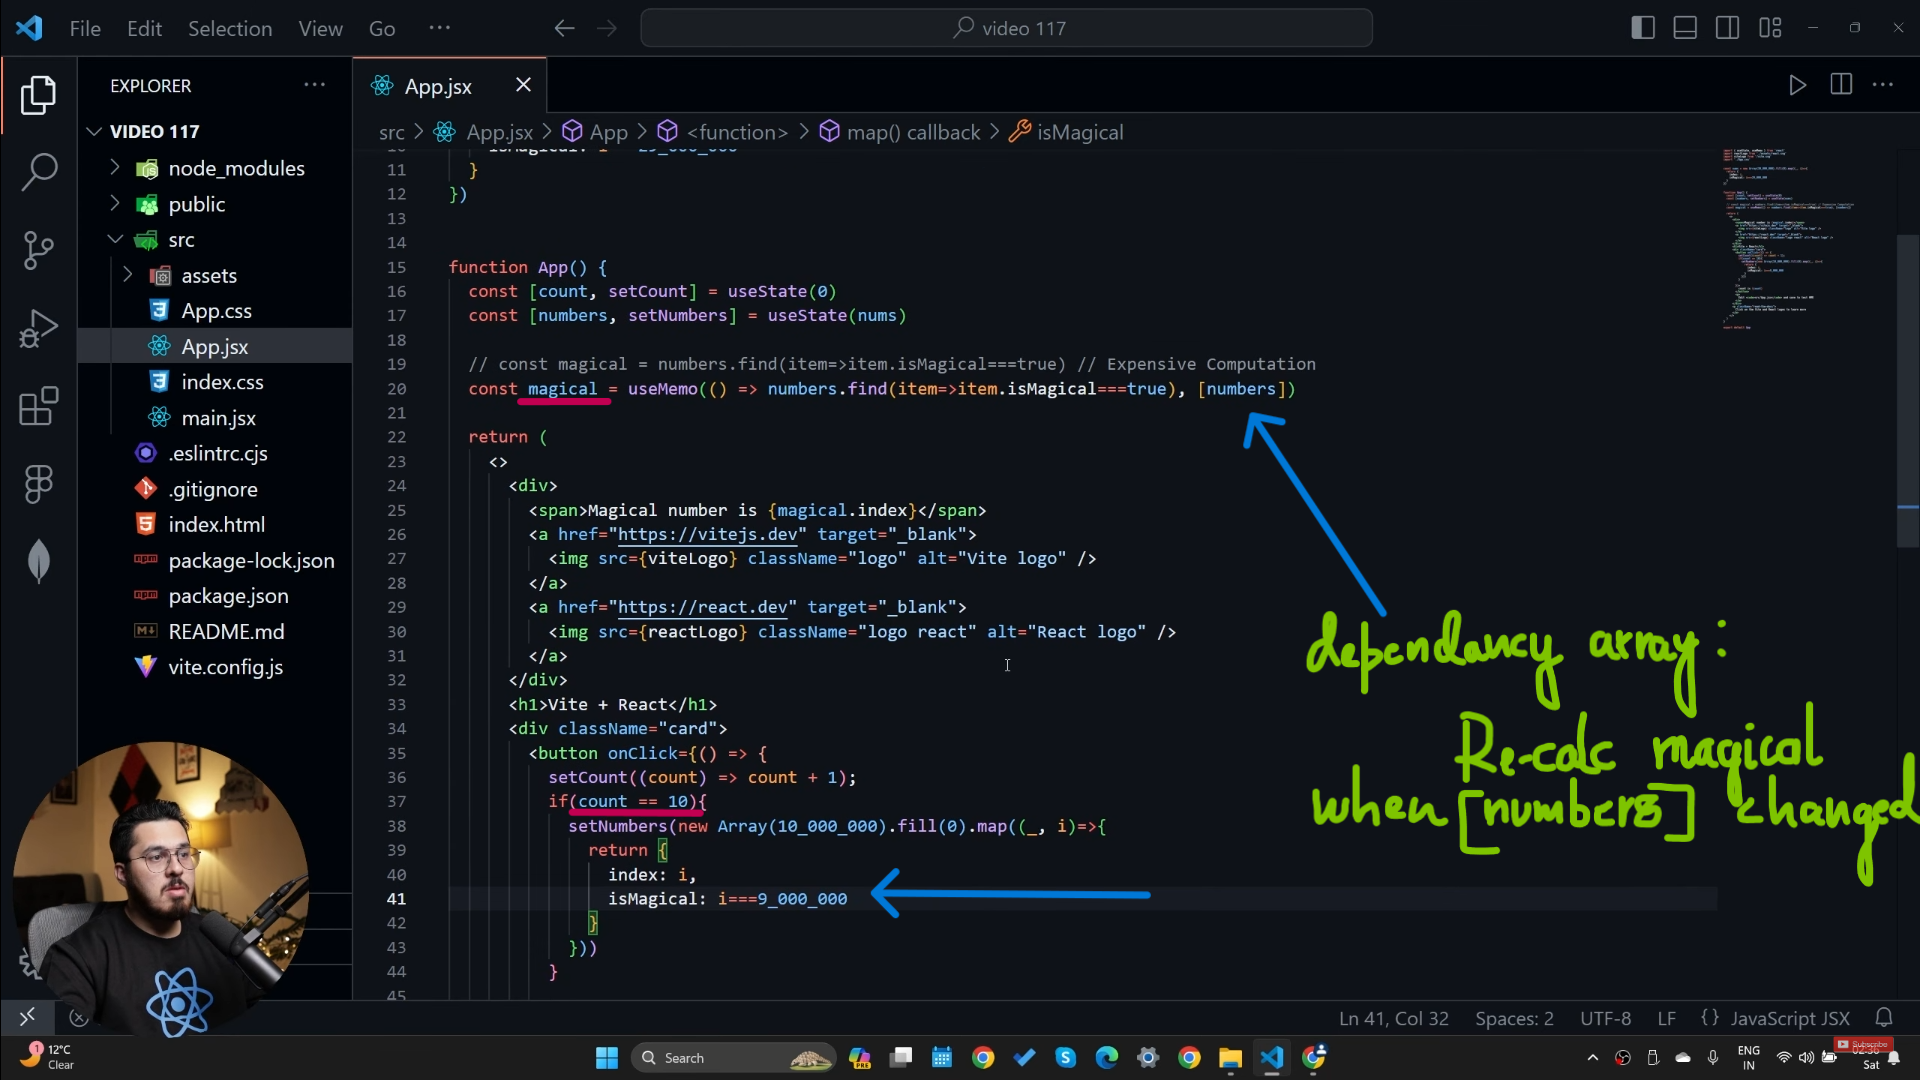 File Edit Selection View Go ···
video 117
EXPLORER ···
App.jsx
src > App.jsx > App > <function> > map() callback > isMagical
VIDEO 117
node_modules
public
src
assets
App.css
App.jsx
index.css
main.jsx
.eslintrc.cjs
.gitignore
index.html
package-lock.json
package.json
README.md
vite.config.js
11 }
12 })
13
14
15 function App() {
16 const [count, setCount] = useState(0)
17 const [numbers, setNumbers] = useState(nums)
18
19 // const magical = numbers.find(item=>item.isMagical===true) // Expensive Computation
20 const magical = useMemo(() => numbers.find(item=>item.isMagical===true), [numbers])
21
22 return (
23 <>
24 <div>
25 <span>Magical number is {magical.index}</span>
26 <a href="https://vitejs.dev" target="_blank">
27 <img src={viteLogo} className="logo" alt="Vite logo" />
28 </a>
29 <a href="https://react.dev" target="_blank">
30 <img src={reactLogo} className="logo react" alt="React logo" />
31 </a>
32 </div>
33 <h1>Vite + React</h1>
34 <div className="card">
35 <button onClick={() => {
36 setCount((count) => count + 1);
37 if(count == 10){
38 setNumbers(new Array(10_000_000).fill(0).map((_, i)=>{
39 return {
40 index: i,
41 isMagical: i===9_000_000
42 }
43 }))
44 }
45
dependancy array :
Re-calc magical
when [numbers] changed
Ln 41, Col 32 Spaces: 2 UTF-8 LF {} JavaScript JSX
1 12°C
Clear
Search
PRE
ENG
IN
Subscribe
Sat